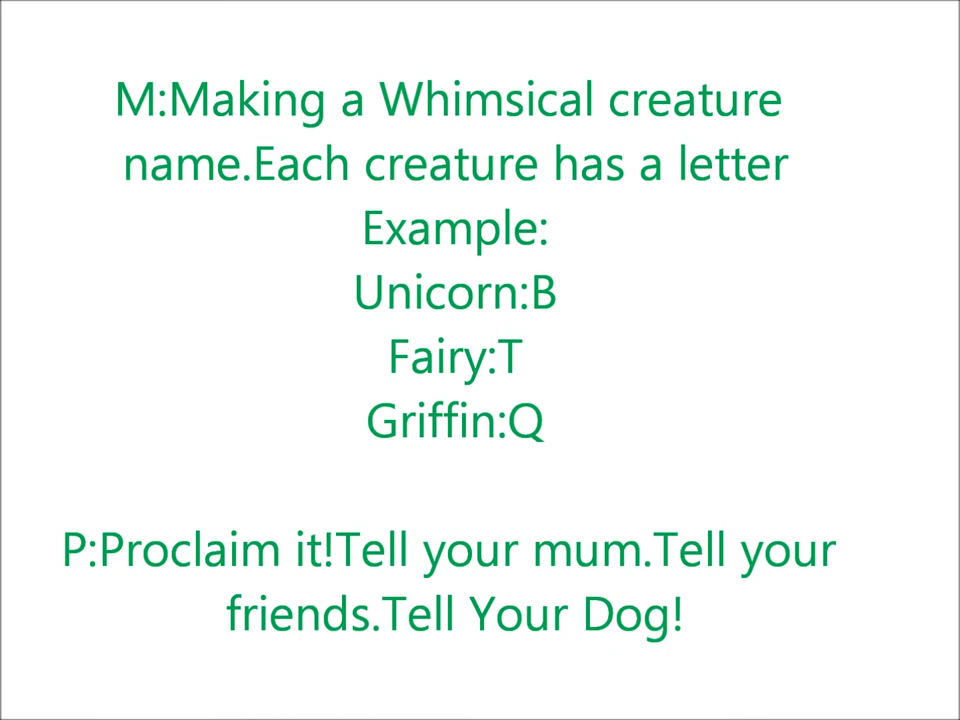 M:Making a Whimsical creature
name.Each creature has a letter
Example:
Unicorn:B
Fairy:T
Griffin:Q
P:Proclaim it!Tell your mum.Tell your
friends.Tell Your Dog!